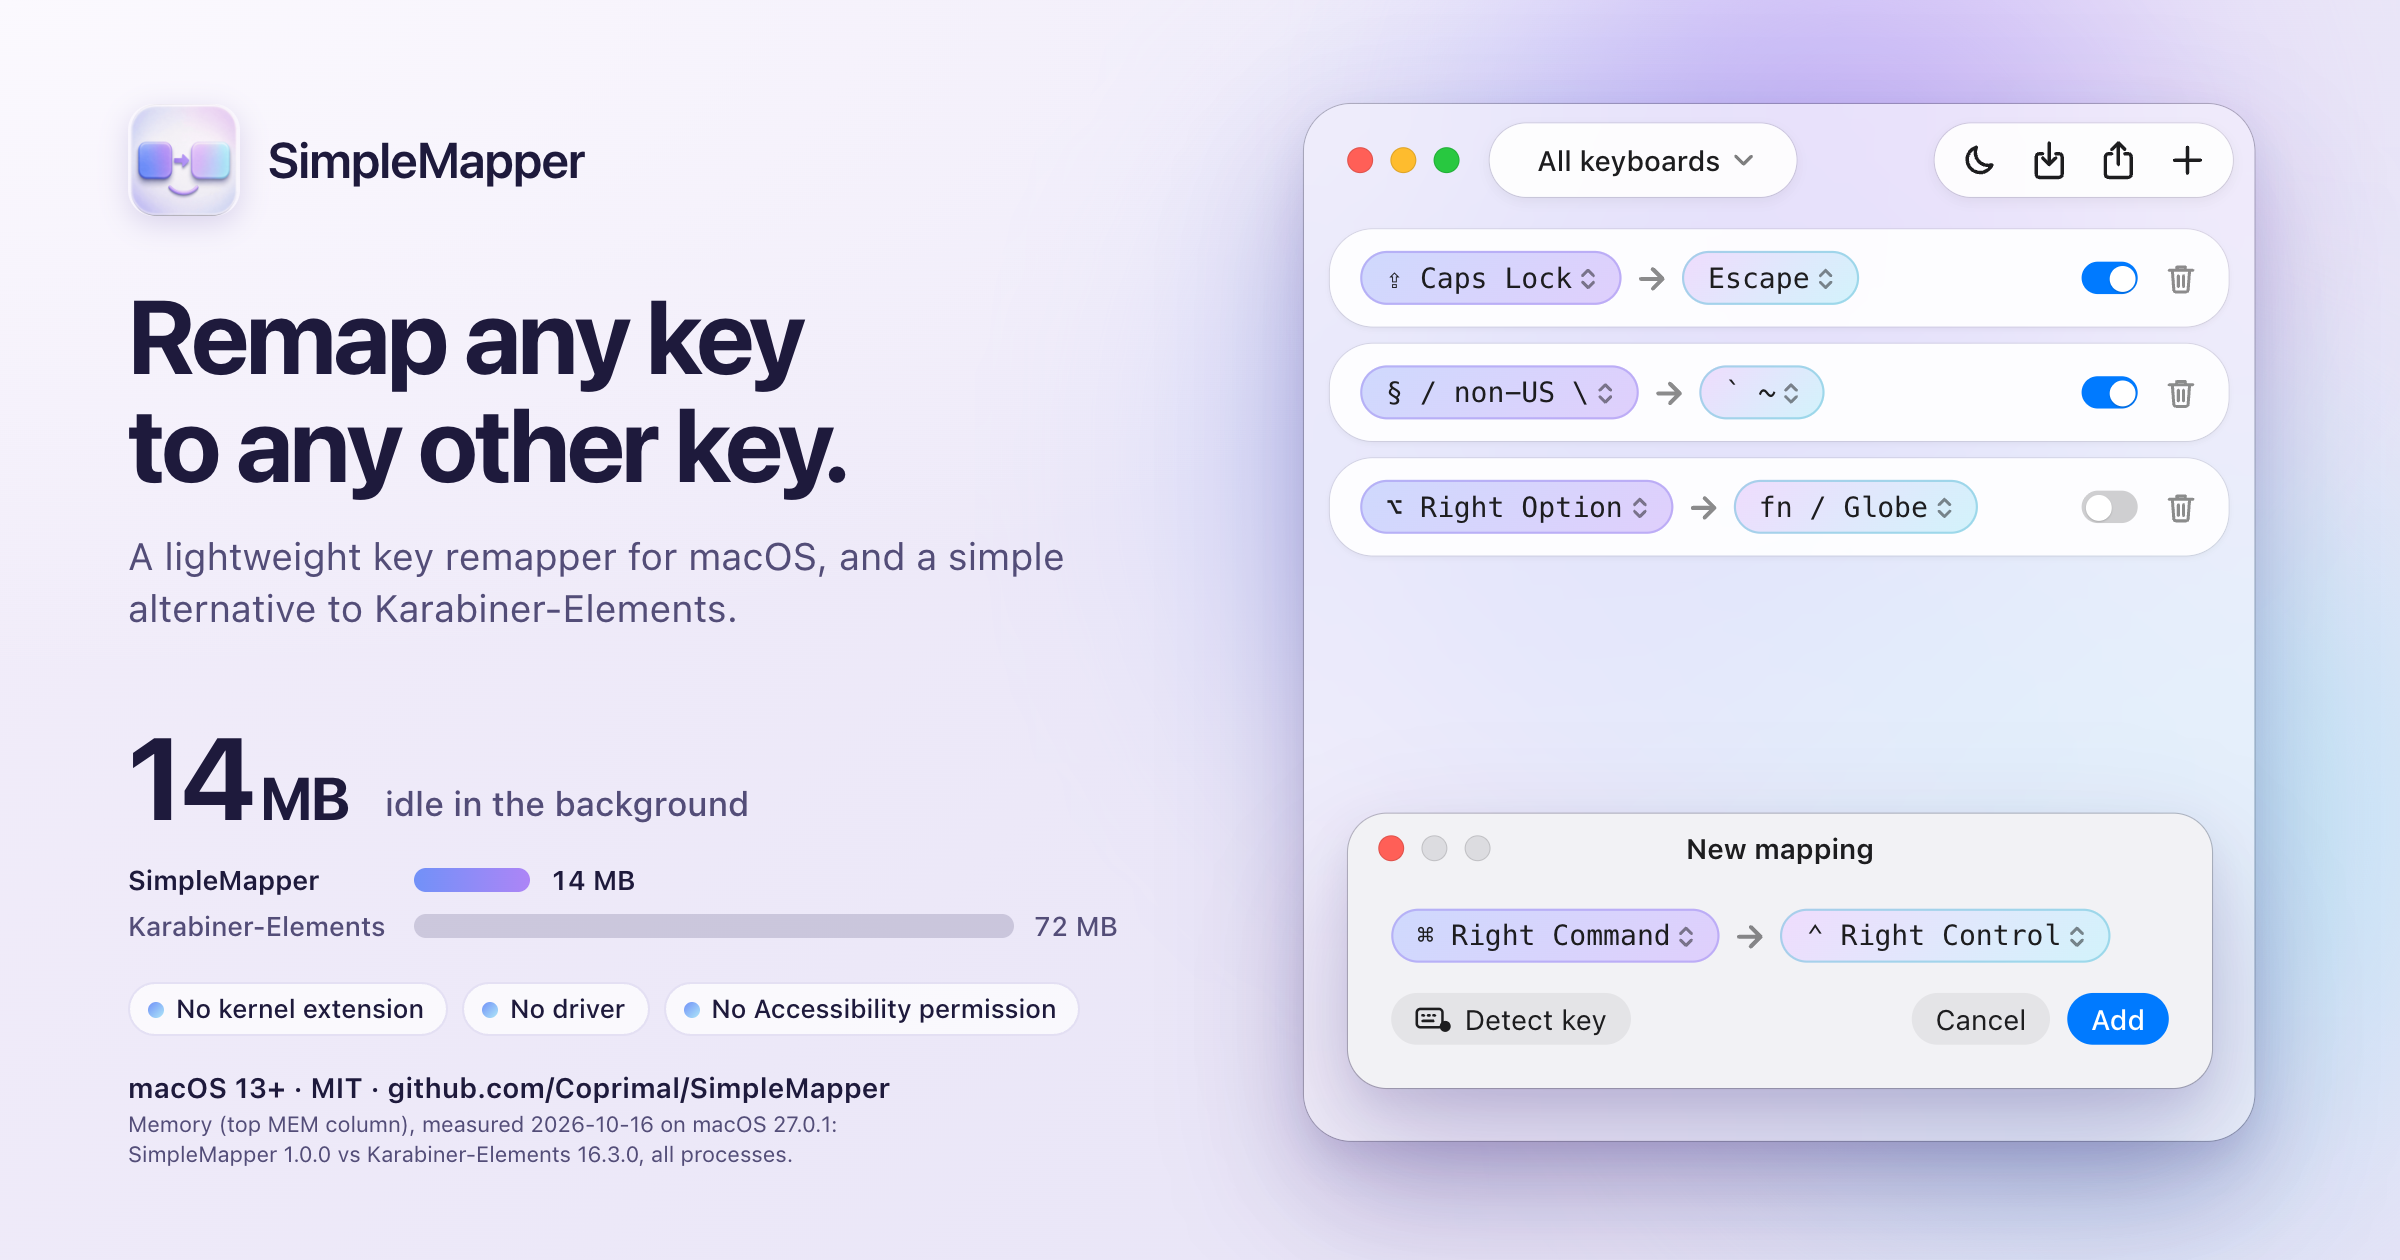 SimpleMapper
Remap any key
to any other key.
A lightweight key remapper for macOS, and a simple
alternative to Karabiner-Elements.
14 MB idle in the background
SimpleMapper 14 MB
Karabiner-Elements 72 MB
No kernel extension No driver No Accessibility permission
macOS 13+ · MIT · github.com/Coprimal/SimpleMapper
Memory (top MEM column), measured 2026-10-16 on macOS 27.0.1:
SimpleMapper 1.0.0 vs Karabiner-Elements 16.3.0, all processes.
All keyboards
⇪ Caps Lock → Escape
§ / non-US \ → ` ~
⌥ Right Option → fn / Globe
New mapping
⌘ Right Command → ^ Right Control
Detect key Cancel Add